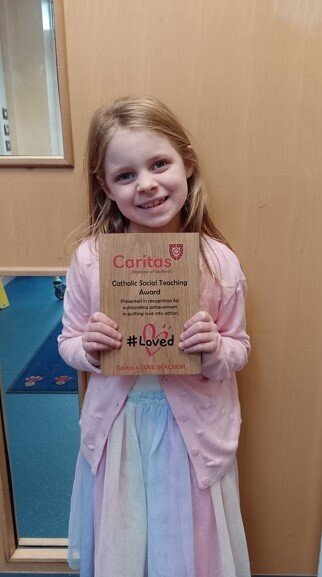 Caritas
Diocese of Salford
Catholic Social Teaching
Award
Presented in recognition for
outstanding achievement
in putting love into action.
#Loved
Caritas is LOVE IN ACTION